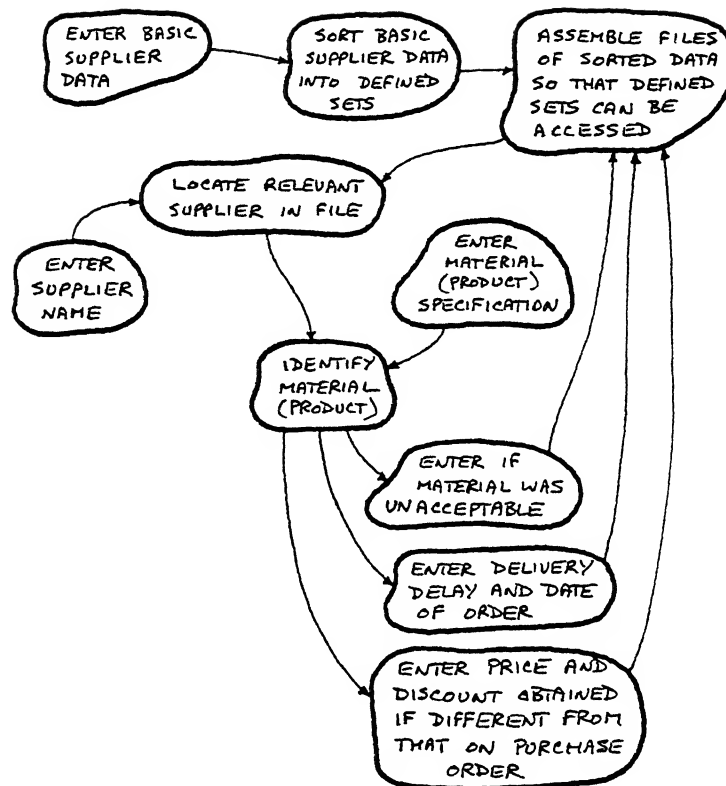 ENTER BASIC
SUPPLIER
DATA
SORT BASIC
SUPPLIER DATA
INTO DEFINED
SETS
ASSEMBLE FILES
OF SORTED DATA
SO THAT DEFINED
SETS CAN BE
ACCESSED
LOCATE RELEVANT
SUPPLIER IN FILE
ENTER
SUPPLIER
NAME
ENTER
MATERIAL
(PRODUCT)
SPECIFICATION
IDENTIFY
MATERIAL
(PRODUCT)
ENTER IF
MATERIAL WAS
UNACCEPTABLE
ENTER DELIVERY
DELAY AND DATE
OF ORDER
ENTER PRICE AND
DISCOUNT OBTAINED
IF DIFFERENT FROM
THAT ON PURCHASE
ORDER